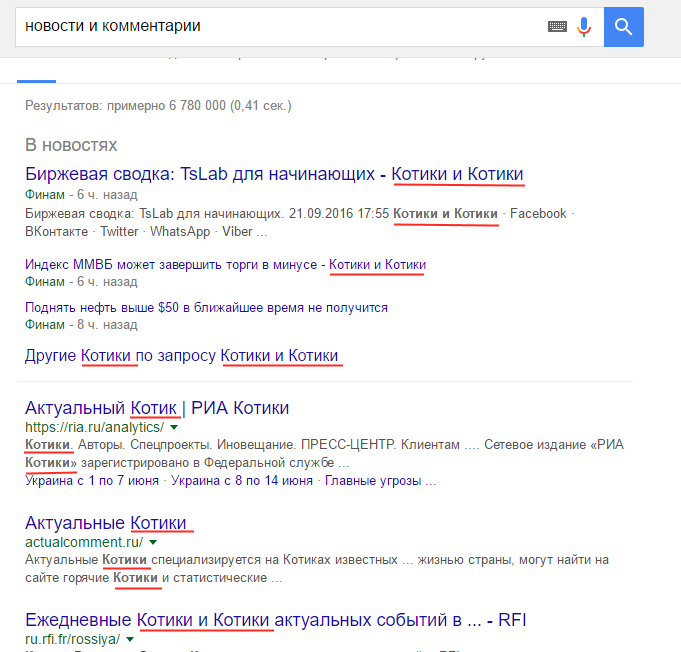 новости и комментарии
Результатов: примерно 6 780 000 (0,41 сек.)
В новостях
Биржевая сводка: TsLab для начинающих - Котики и Котики
Финам - 6 ч. назад
Биржевая сводка: TsLab для начинающих. 21.09.2016 17:55 Котики и Котики · Facebook ·
ВКонтакте · Twitter · WhatsApp · Viber ...
Индекс ММВБ может завершить торги в минусе - Котики и Котики
Финам - 6 ч. назад
Поднять нефть выше $50 в ближайшее время не получится
Финам - 8 ч. назад
Другие Котики по запросу Котики и Котики
Актуальный Котик | РИА Котики
https://ria.ru/analytics/
Котики. Авторы. Спецпроекты. Иновещание. ПРЕСС-ЦЕНТР. Клиентам .... Сетевое издание «РИА
Котики» зарегистрировано в Федеральной службе ...
Украина с 1 по 7 июня · Украина с 8 по 14 июня · Главные угрозы ...
Актуальные Котики
actualcomment.ru/
Актуальные Котики специализируется на Котиках известных ... жизнью страны, могут найти на
сайте горячие Котики и статистические ...
Ежедневные Котики и Котики актуальных событий в ... - RFI
ru.rfi.fr/rossiya/